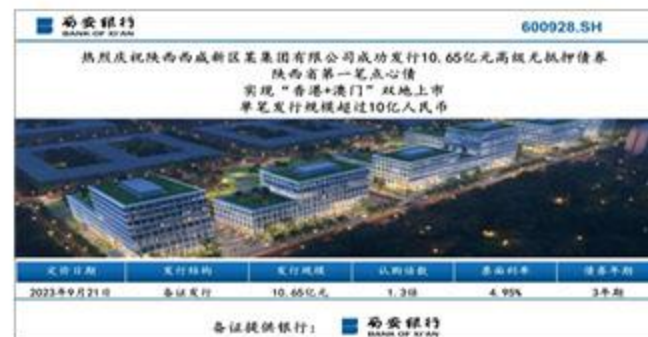 西安银行
BANK OF XI'AN
600928.SH
热烈庆祝陕西西咸新区某集团有限公司成功发行10.65亿元高级无抵押债券
陕西省第一笔点心债
实现“香港+澳门”双地上市
单笔发行规模超过10亿人民币
定价日期 发行结构 发行规模 认购倍数 票面利率 债券年期
2023年9月21日 备证发行 10.65亿元 1.3倍 4.95% 3年期
备证提供银行： 西安银行
BANK OF XI'AN